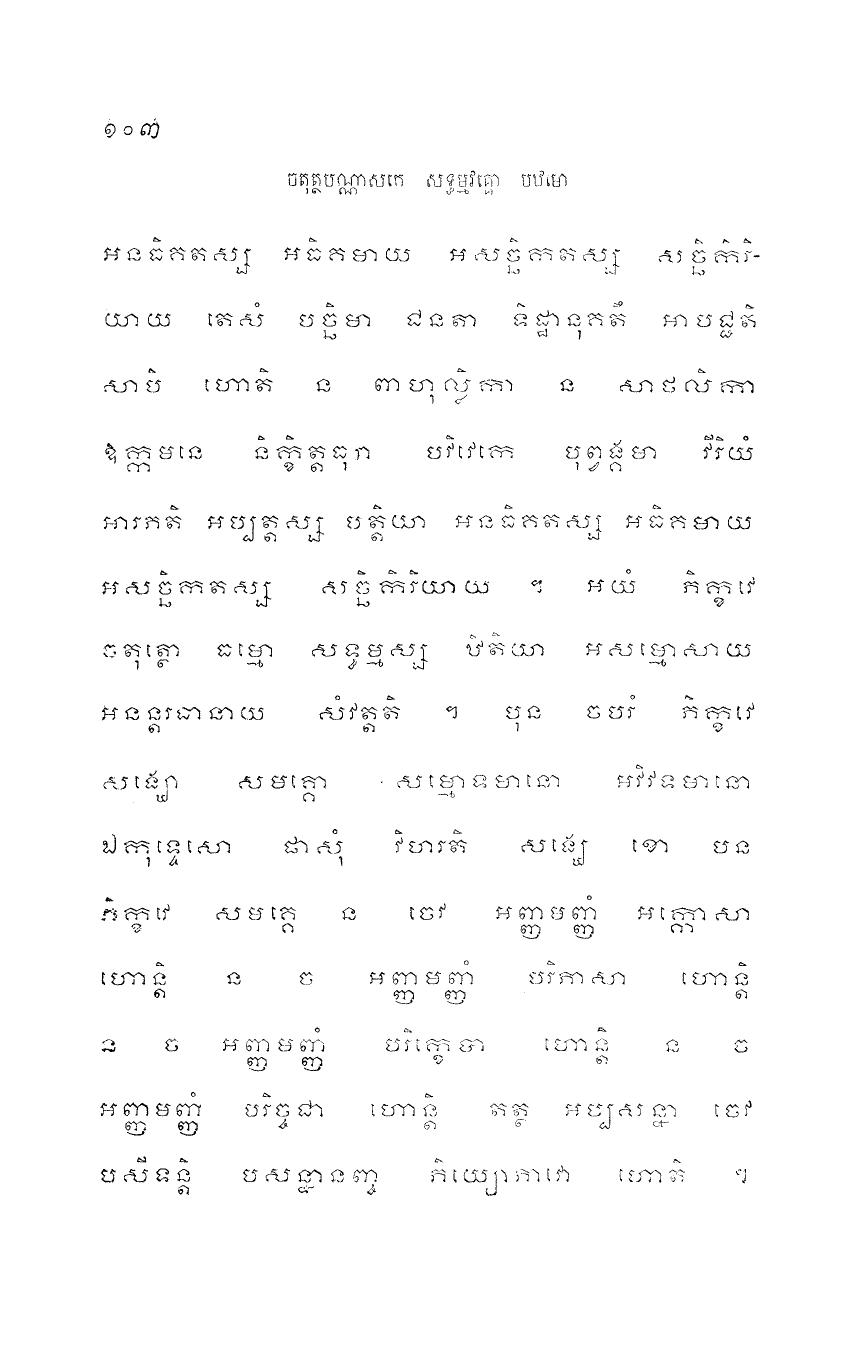 ១០៣
ចតុត្ថបណ្ណាសកេ សទ្ធម្មវគ្គោ បឋមោ
អនធិគតស្ស អធិគមាយ អសច្ឆិកតស្ស សច្ឆិកិរិ-
យាយ តេសំ បច្ឆិមា ជនតា ទិដ្ឋានុគតឹ អាបជ្ជតិ
សាបិ ហោតិ ន ពាហុល្លិកា ន សាថលិកា
ឱក្កមនេ និក្ខិត្តធុរា បវិវេកេ បុព្វង្គមា វីរិយំ
អារភតិ អប្បត្តស្ស បត្តិយា អនធិគតស្ស អធិគមាយ
អសច្ឆិកតស្ស សច្ឆិកិរិយាយ ។ អយំ ភិក្ខវេ
ចតុត្ថោ ធម្មោ សទ្ធម្មស្ស ឋិតិយា អសម្មោសាយ
អនន្តរធានាយ សំវត្តតិ ។ បុន ចបរំ ភិក្ខវេ
សង្ឃោ សមគ្គោ សម្មោទមានោ អវិវទមានោ
ឯកុទ្ទេសោ ផាសុំ វិហរតិ សង្ឃេ ខោ បន
ភិក្ខវេ សមគ្គេ ន ចេវ អញ្ញមញ្ញំ អក្កោសា
ហោន្តិ ន ច អញ្ញមញ្ញំ បរិភាសា ហោន្តិ
ន ច អញ្ញមញ្ញំ បរិក្ខេបា ហោន្តិ ន ច
អញ្ញមញ្ញំ បរិច្ចជា ហោន្តិ តត្ថ អប្បសន្នា ចេវ
បសីទន្តិ បសន្នានញ្ច ភិយ្យោភាវោ ហោតិ ។